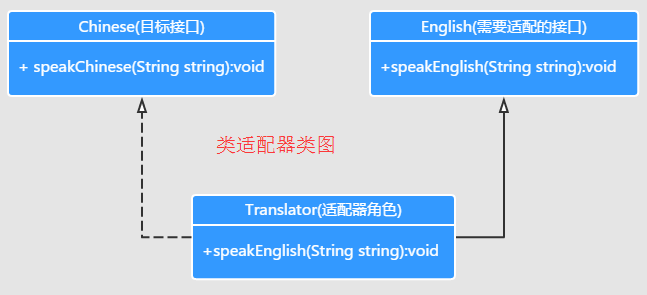 Chinese(目标接口)
+ speakChinese(String string):void
English(需要适配的接口)
+speakEnglish(String string):void
类适配器类图
Translator(适配器角色)
+speakEnglish(String string):void